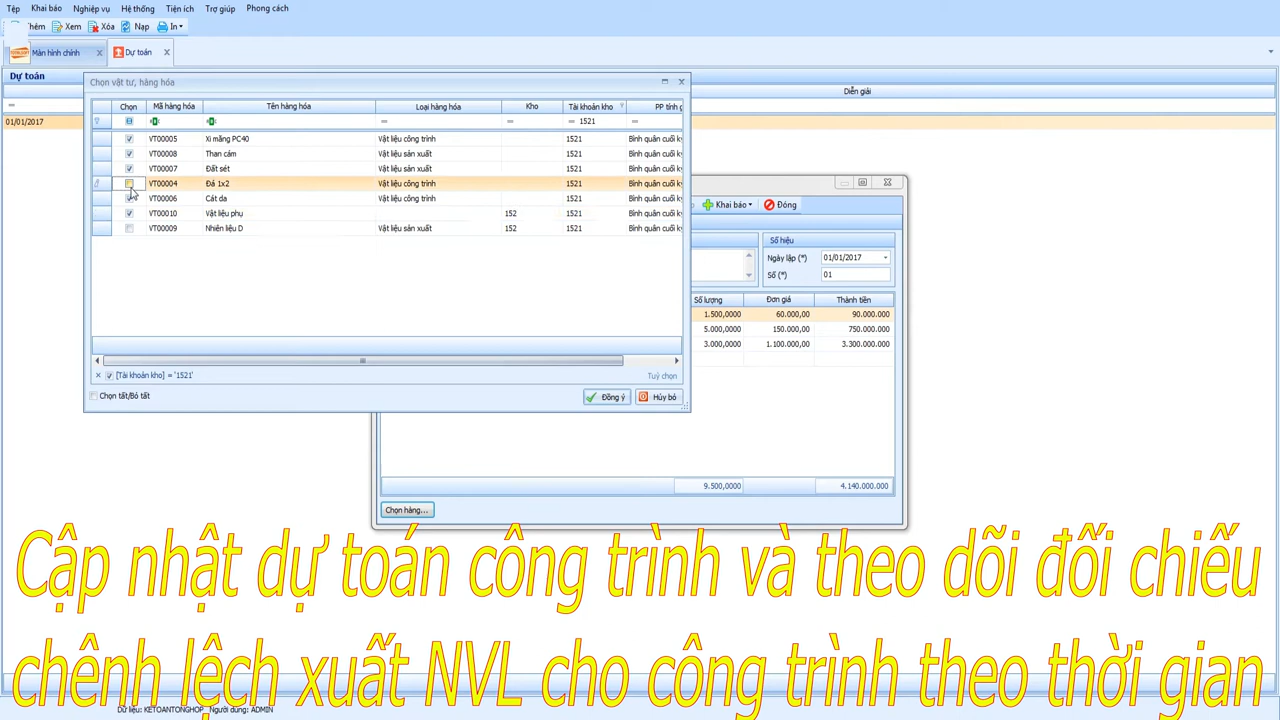 Tệp Khai báo Nghiệp vụ Hệ thống Tiện ích Trợ giúp Phong cách
Thêm Xem Xóa Nạp In
Màn hình chính Dự toán
Dự toán
Diễn giải
=
01/01/2017
Chọn vật tư, hàng hóa
Chọn Mã hàng hóa Tên hàng hóa Loại hàng hóa Kho Tài khoản kho PP tính g
= = = 1521 =
VT00005 Xi măng PC40 Vật liệu công trình 1521 Bình quân cuối kỳ
VT00008 Than cám Vật liệu sản xuất 1521 Bình quân cuối kỳ
VT00007 Đất sét Vật liệu sản xuất 1521 Bình quân cuối kỳ
VT00004 Đá 1x2 Vật liệu công trình 1521 Bình quân cuối kỳ
VT00006 Cát da Vật liệu công trình 1521 Bình quân cuối kỳ
VT00010 Vật liệu phụ 152 1521 Bình quân cuối kỳ
VT00009 Nhiên liệu D Vật liệu sản xuất 152 1521 Bình quân cuối kỳ
[Tài khoản kho] = '1521' Tuỳ chọn
Chọn tất/Bỏ tất Đồng ý Hủy bỏ
Khai báo Đóng
Số hiệu
Ngày lập (*) 01/01/2017
Số (*) 01
Số lượng Đơn giá Thành tiền
1.500,0000 60.000,00 90.000.000
5.000,0000 150.000,00 750.000.000
3.000,0000 1.100.000,00 3.300.000.000
9.500,0000 4.140.000.000
Chọn hàng...
Cập nhật dự toán công trình và theo dõi đối chiếu
chênh lệch xuất NVL cho công trình theo thời gian
Dữ liệu: KETOANTONGHOP Người dùng: ADMIN